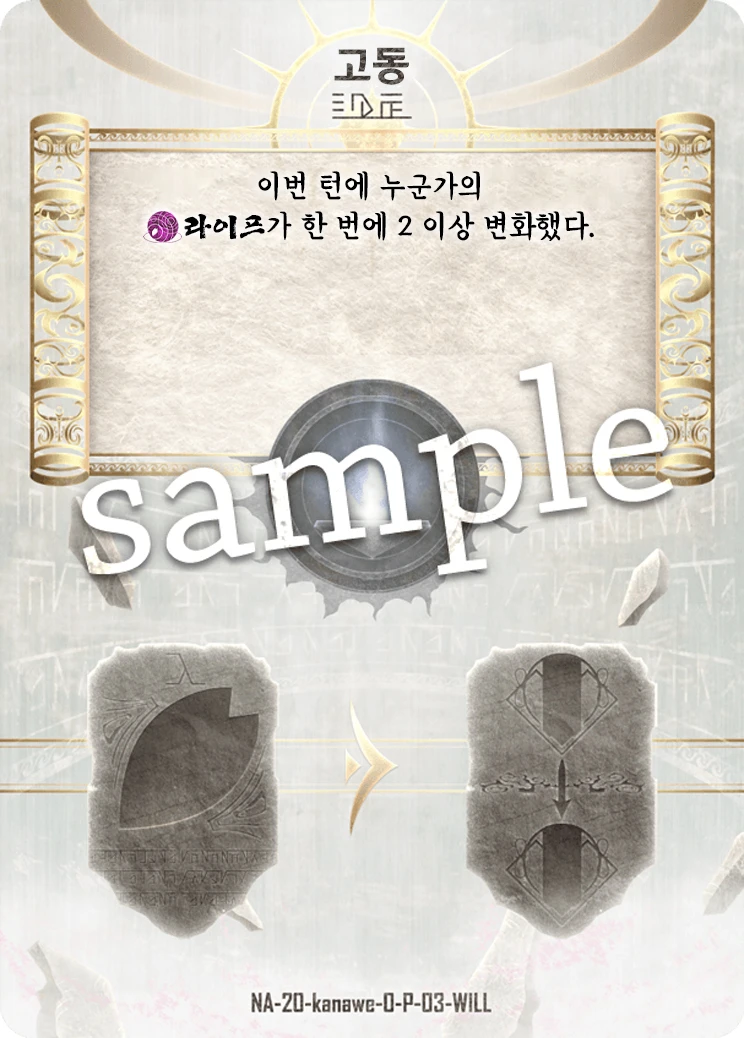 고동
이번 턴에 누군가의
라이프가 한 번에 2 이상 변화했다.
sample
NA-20-kanawe-O-P-03-WILL